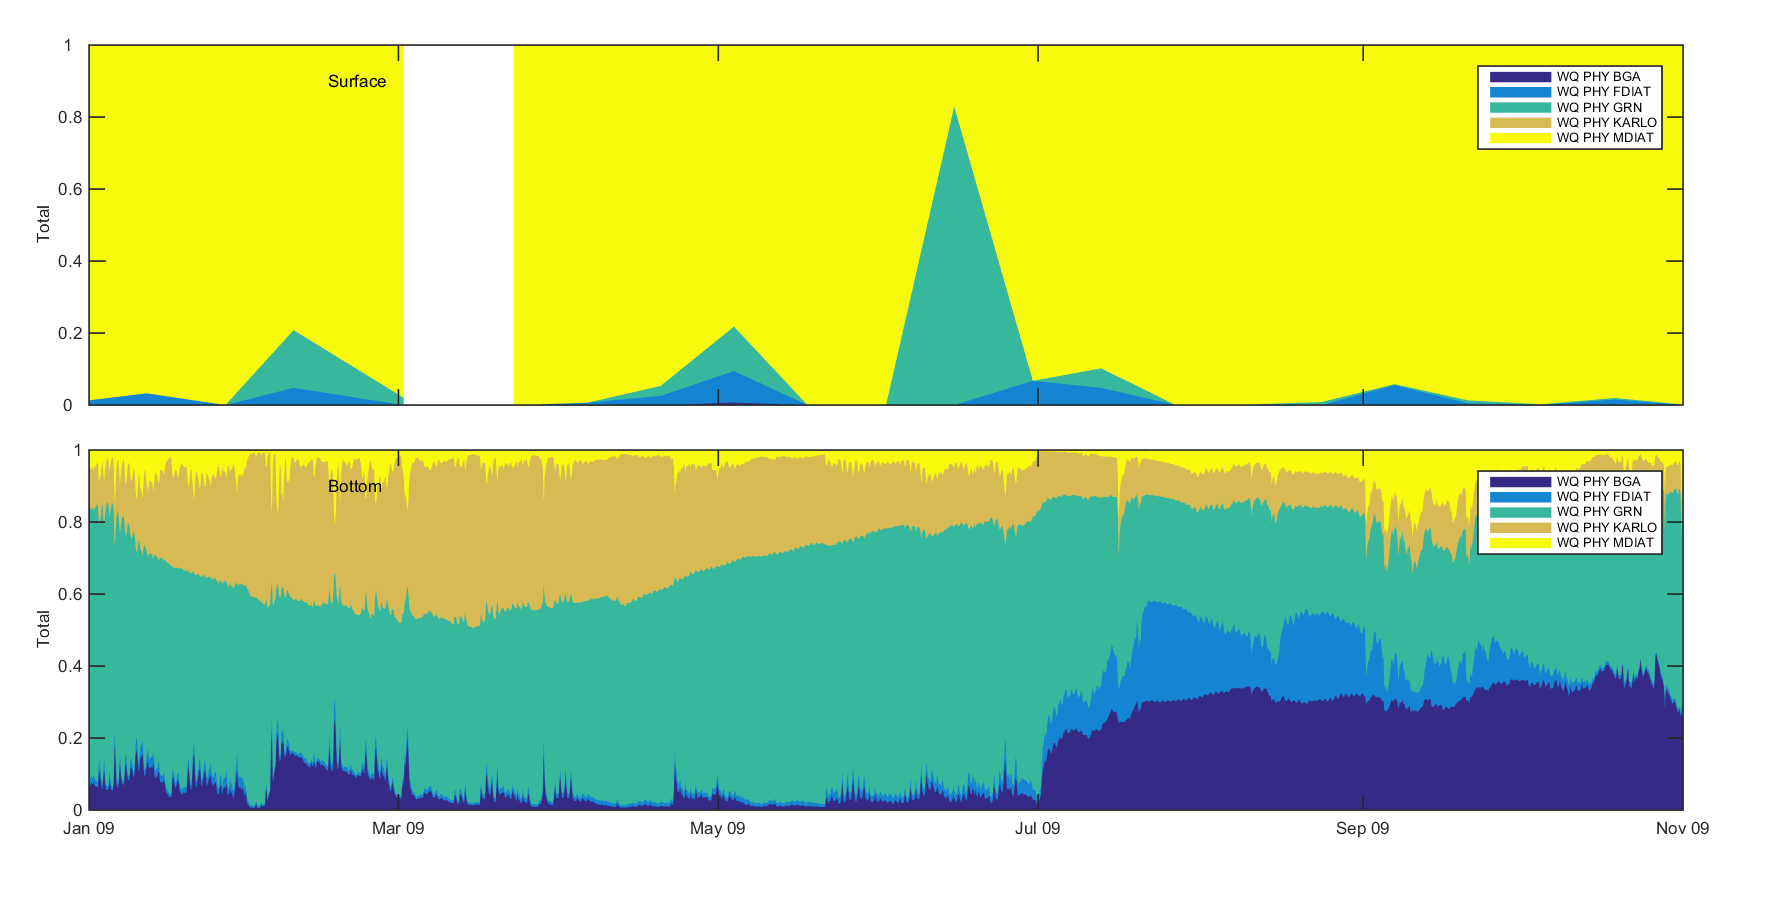 1
0.8
0.6
0.4
0.2
0
Total
Surface
WQ PHY BGA
WQ PHY FDIAT
WQ PHY GRN
WQ PHY KARLO
WQ PHY MDIAT
1
0.8
0.6
0.4
0.2
0
Total
Bottom
WQ PHY BGA
WQ PHY FDIAT
WQ PHY GRN
WQ PHY KARLO
WQ PHY MDIAT
Jan 09 Mar 09 May 09 Jul 09 Sep 09 Nov 09